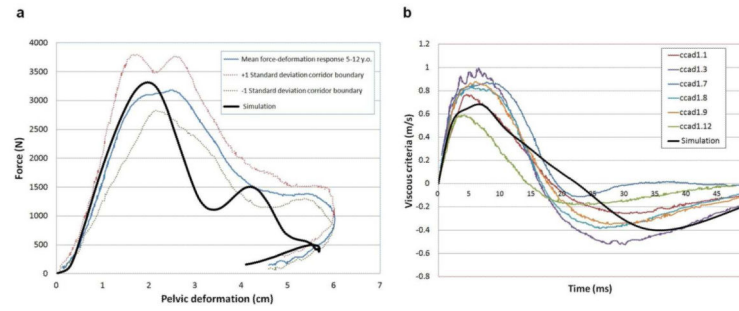 a
4000
3500
3000
2500
2000
1500
1000
500
0
0 1 2 3 4 5 6 7
Force (N)
Pelvic deformation (cm)
Mean force-deformation response 5-12 y.o.
+1 Standard deviation corridor boundary
-1 Standard deviation corridor boundary
Simulation
b
1.2
1
0.8
0.6
0.4
0.2
0
-0.2
-0.4
-0.6
-0.8
0 5 10 15 20 25 30 35 40 45
Viscous criteria (m/s)
Time (ms)
ccad1.1
ccad1.3
ccad1.7
ccad1.8
ccad1.9
ccad1.12
Simulation